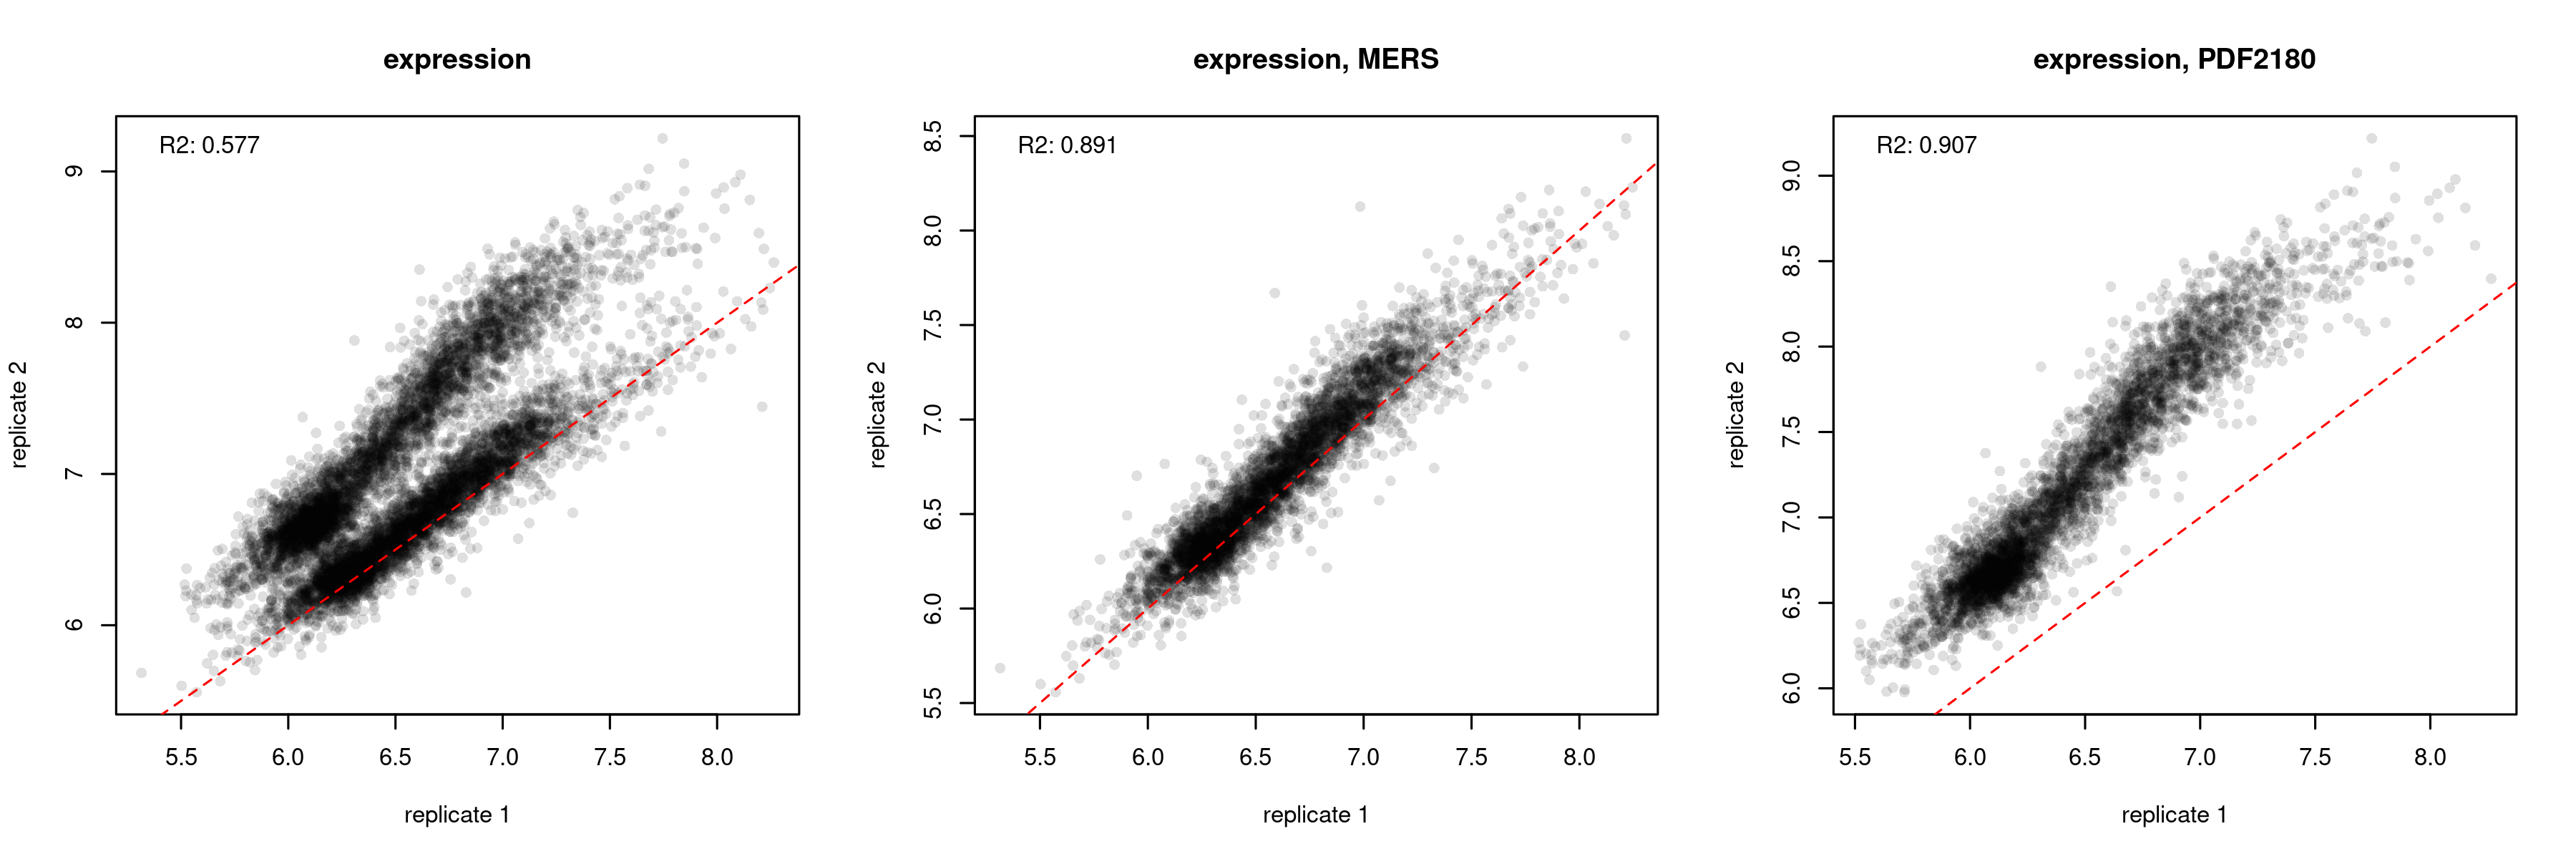 expression
R2: 0.577
replicate 2
9
8
7
6
5.5 6.0 6.5 7.0 7.5 8.0
replicate 1
expression, MERS
R2: 0.891
replicate 2
8.5
8.0
7.5
7.0
6.5
6.0
5.5
5.5 6.0 6.5 7.0 7.5 8.0
replicate 1
expression, PDF2180
R2: 0.907
replicate 2
9.0
8.5
8.0
7.5
7.0
6.5
6.0
5.5 6.0 6.5 7.0 7.5 8.0
replicate 1